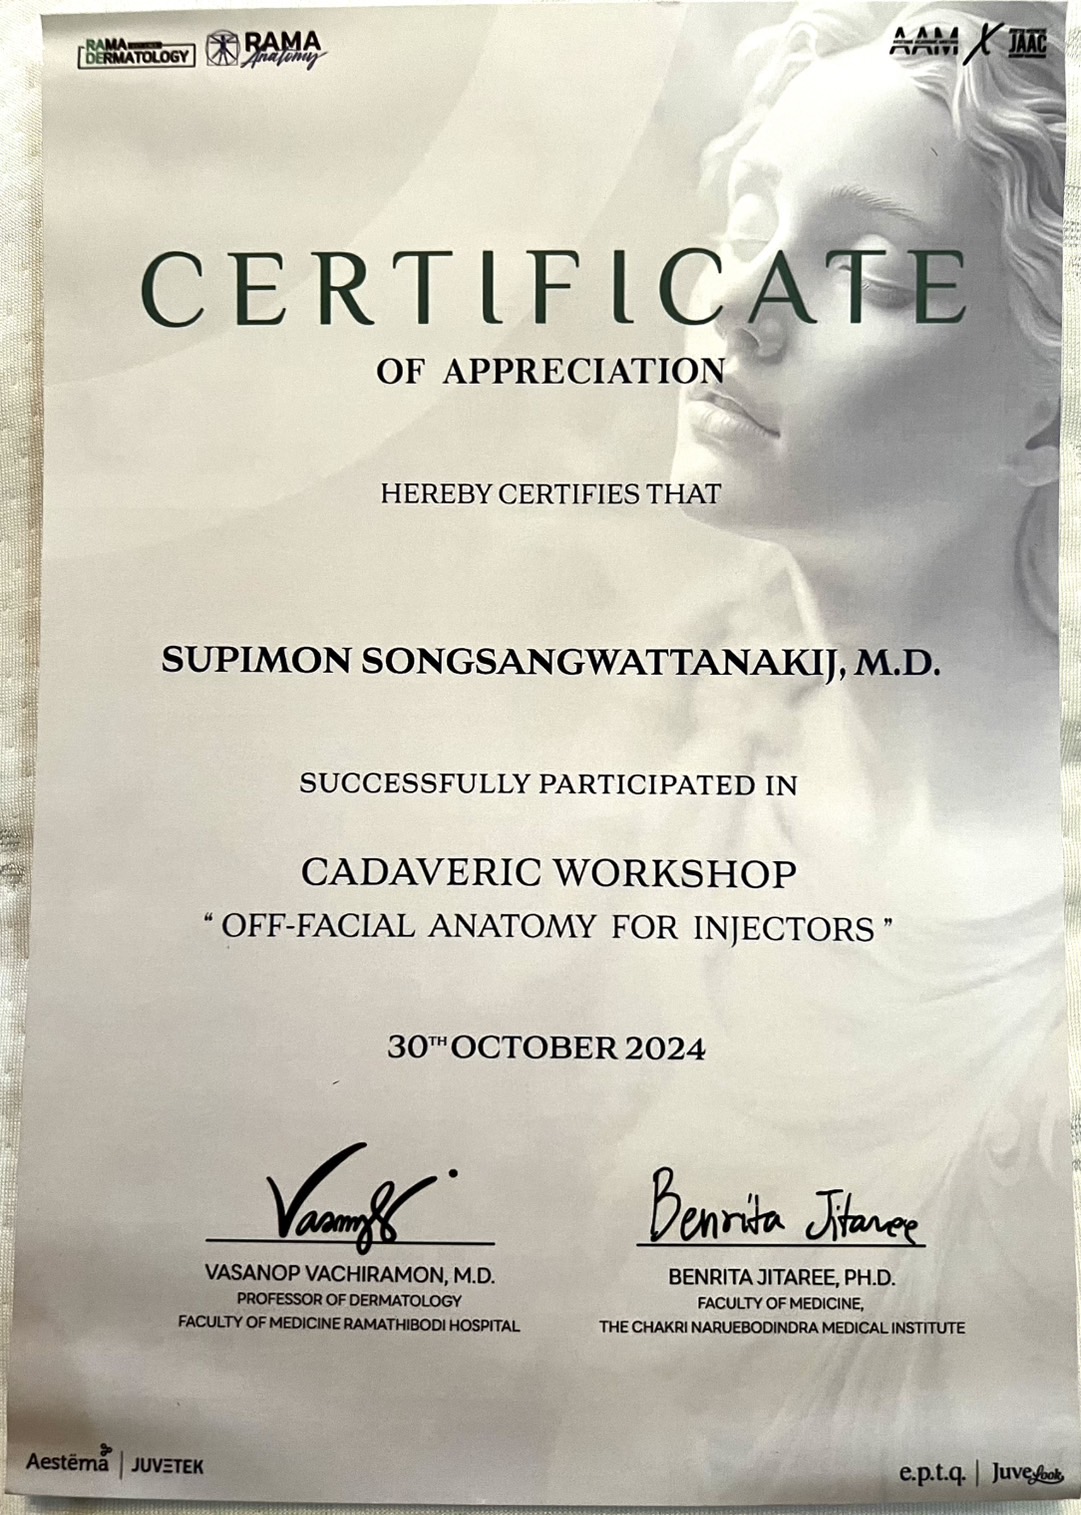 RAMA
DERMATOLOGY
RAMA
Anatomy
AAM X JAAC
CERTIFICATE
OF APPRECIATION
HEREBY CERTIFIES THAT
SUPIMON SONGSANGWATTANAKIJ, M.D.
SUCCESSFULLY PARTICIPATED IN
CADAVERIC WORKSHOP
“ OFF-FACIAL ANATOMY FOR INJECTORS ”
30TH OCTOBER 2024
Benrita Jitaree
VASANOP VACHIRAMON, M.D.
PROFESSOR OF DERMATOLOGY
FACULTY OF MEDICINE RAMATHIBODI HOSPITAL
BENRITA JITAREE, PH.D.
FACULTY OF MEDICINE,
THE CHAKRI NARUEBODINDRA MEDICAL INSTITUTE
Aestëma | JUVETEK
e.p.t.q. | Juvelook